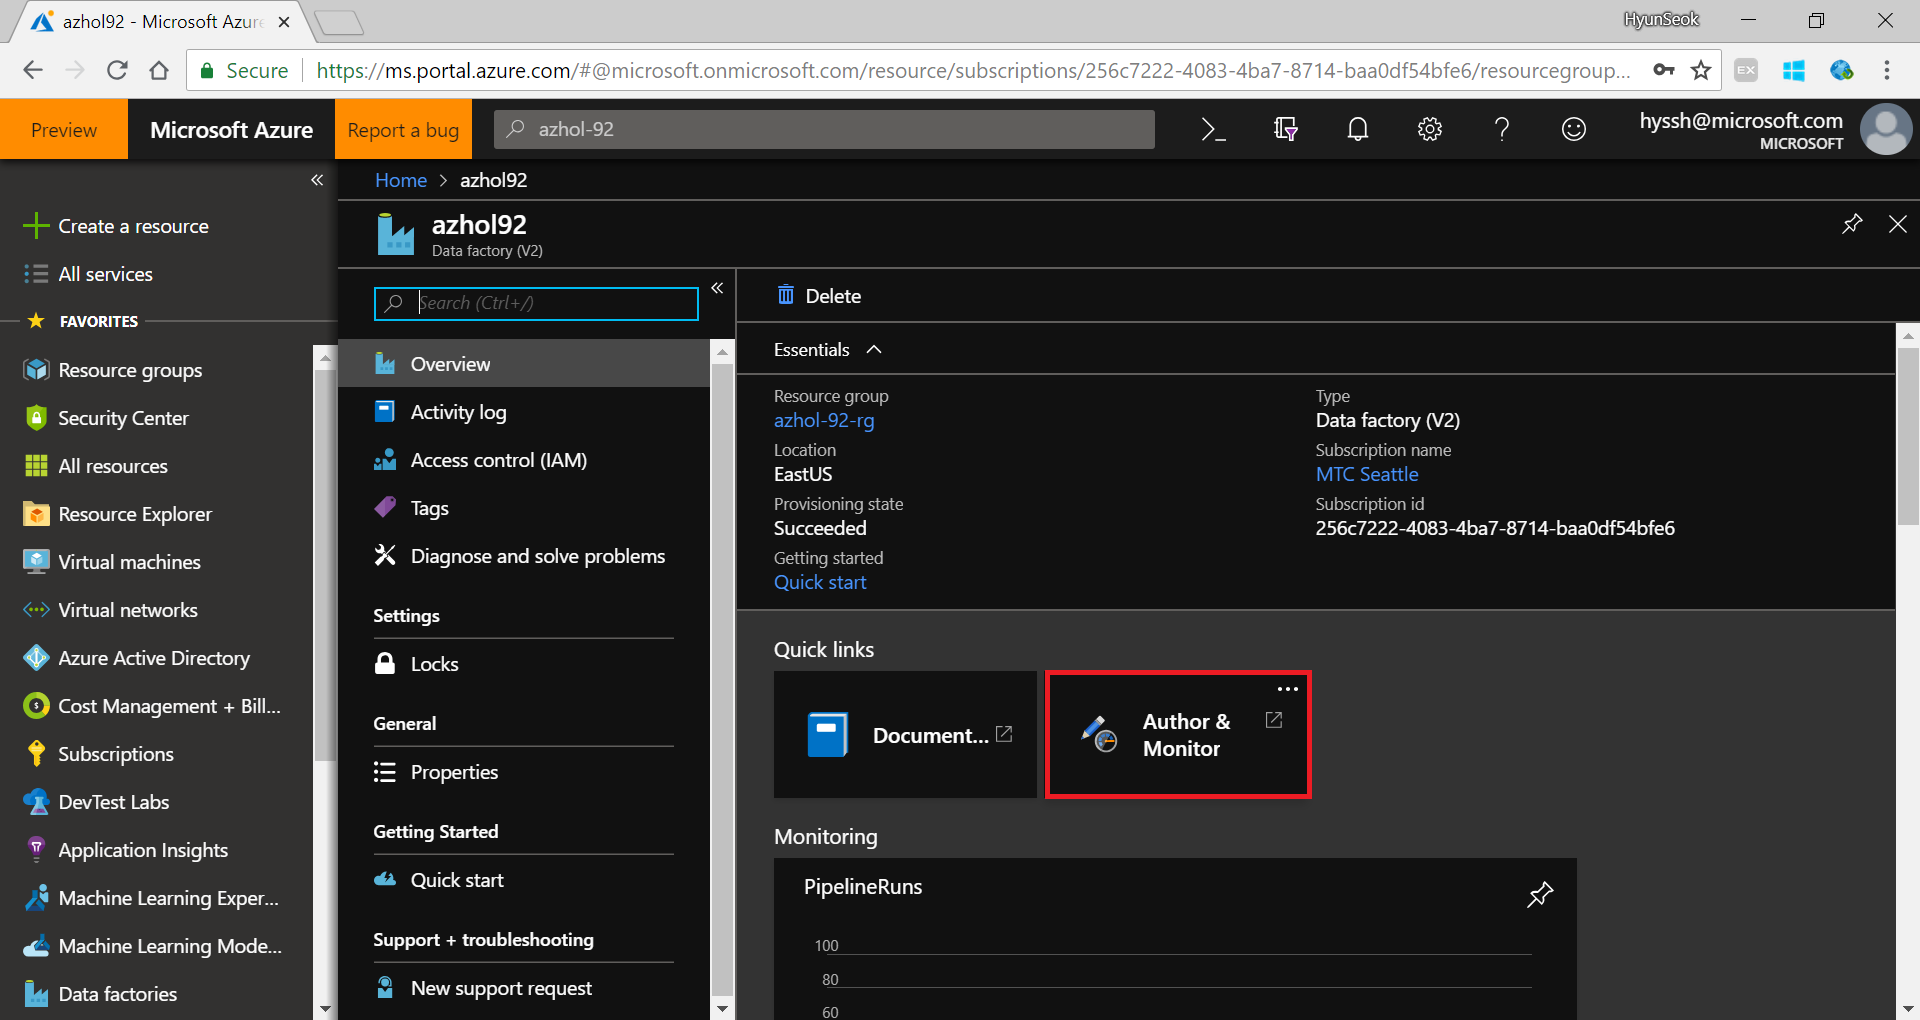 azhol92 - Microsoft Azur
HyunSeok
Secure
https://ms.portal.azure.com/#@microsoft.onmicrosoft.com/resource/subscriptions/256c7222-4083-4ba7-8714-baa0df54bfe6/resourcegroup...
EX
Preview
Microsoft Azure
Report a bug
azhol-92
hyssh@microsoft.com
MICROSOFT
Create a resource
All services
FAVORITES
Resource groups
Security Center
All resources
Resource Explorer
Virtual machines
Virtual networks
Azure Active Directory
Cost Management + Bill...
Subscriptions
DevTest Labs
Application Insights
Machine Learning Exper...
Machine Learning Mode...
Data factories
Home > azhol92
azhol92
Data factory (V2)
Search (Ctrl+/)
Overview
Activity log
Access control (IAM)
Tags
Diagnose and solve problems
Settings
Locks
General
Properties
Getting Started
Quick start
Support + troubleshooting
New support request
Delete
Essentials
Resource group
azhol-92-rg
Location
EastUS
Provisioning state
Succeeded
Getting started
Quick start
Type
Data factory (V2)
Subscription name
MTC Seattle
Subscription id
256c7222-4083-4ba7-8714-baa0df54bfe6
Quick links
Document...
Author &
Monitor
Monitoring
PipelineRuns
100
80
60